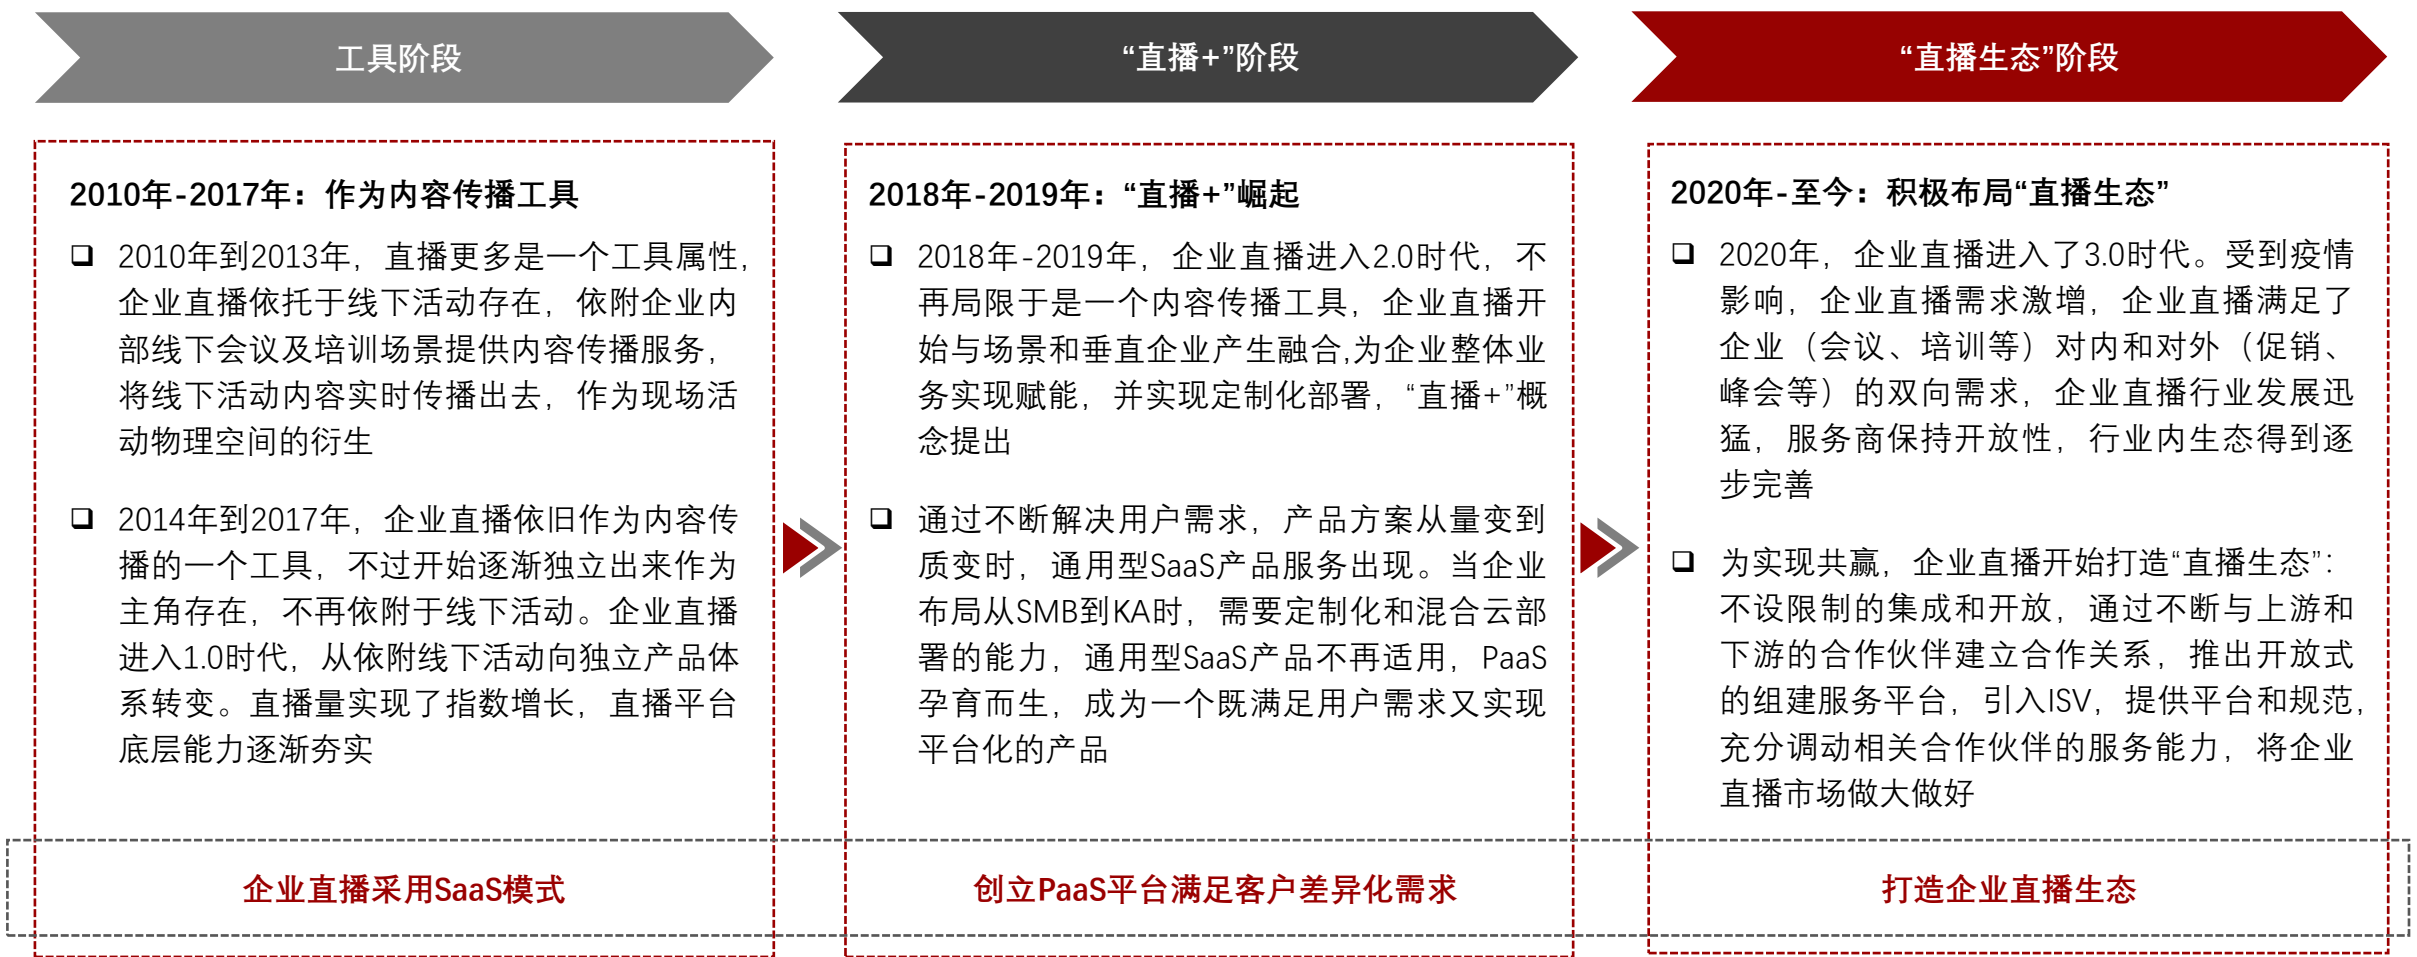 工具阶段
“直播+”阶段
“直播生态”阶段
2010年-2017年：作为内容传播工具
❑ 2010年到2013年，直播更多是一个工具属性，
企业直播依托于线下活动存在，依附企业内
部线下会议及培训场景提供内容传播服务，
将线下活动内容实时传播出去，作为现场活
动物理空间的衍生
❑ 2014年到2017年，企业直播依旧作为内容传
播的一个工具，不过开始逐渐独立出来作为
主角存在，不再依附于线下活动。企业直播
进入1.0时代，从依附线下活动向独立产品体
系转变。直播量实现了指数增长，直播平台
底层能力逐渐夯实
企业直播采用SaaS模式
2018年-2019年：“直播+”崛起
❑ 2018年-2019年，企业直播进入2.0时代，不
再局限于是一个内容传播工具，企业直播开
始与场景和垂直企业产生融合,为企业整体业
务实现赋能，并实现定制化部署，“直播+”概
念提出
❑ 通过不断解决用户需求，产品方案从量变到
质变时，通用型SaaS产品服务出现。当企业
布局从SMB到KA时，需要定制化和混合云部
署的能力，通用型SaaS产品不再适用，PaaS
孕育而生，成为一个既满足用户需求又实现
平台化的产品
创立PaaS平台满足客户差异化需求
2020年-至今：积极布局“直播生态”
❑ 2020年，企业直播进入了3.0时代。受到疫情
影响，企业直播需求激增，企业直播满足了
企业（会议、培训等）对内和对外（促销、
峰会等）的双向需求，企业直播行业发展迅
猛，服务商保持开放性，行业内生态得到逐
步完善
❑ 为实现共赢，企业直播开始打造“直播生态”：
不设限制的集成和开放，通过不断与上游和
下游的合作伙伴建立合作关系，推出开放式
的组建服务平台，引入ISV，提供平台和规范，
充分调动相关合作伙伴的服务能力，将企业
直播市场做大做好
打造企业直播生态